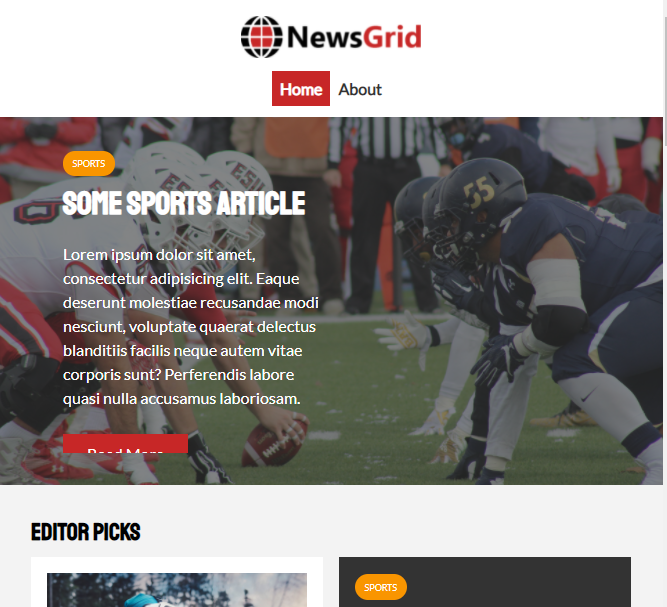 NewsGrid
Home About
SPORTS
SOME SPORTS ARTICLE
Lorem ipsum dolor sit amet,
consectetur adipisicing elit. Eaque
deserunt molestiae recusandae modi
nesciunt, voluptate quaerat delectus
blanditiis facilis neque autem vitae
corporis sunt? Perferendis labore
quasi nulla accusamus laboriosam.
Read More
55
EDITOR PICKS
SPORTS